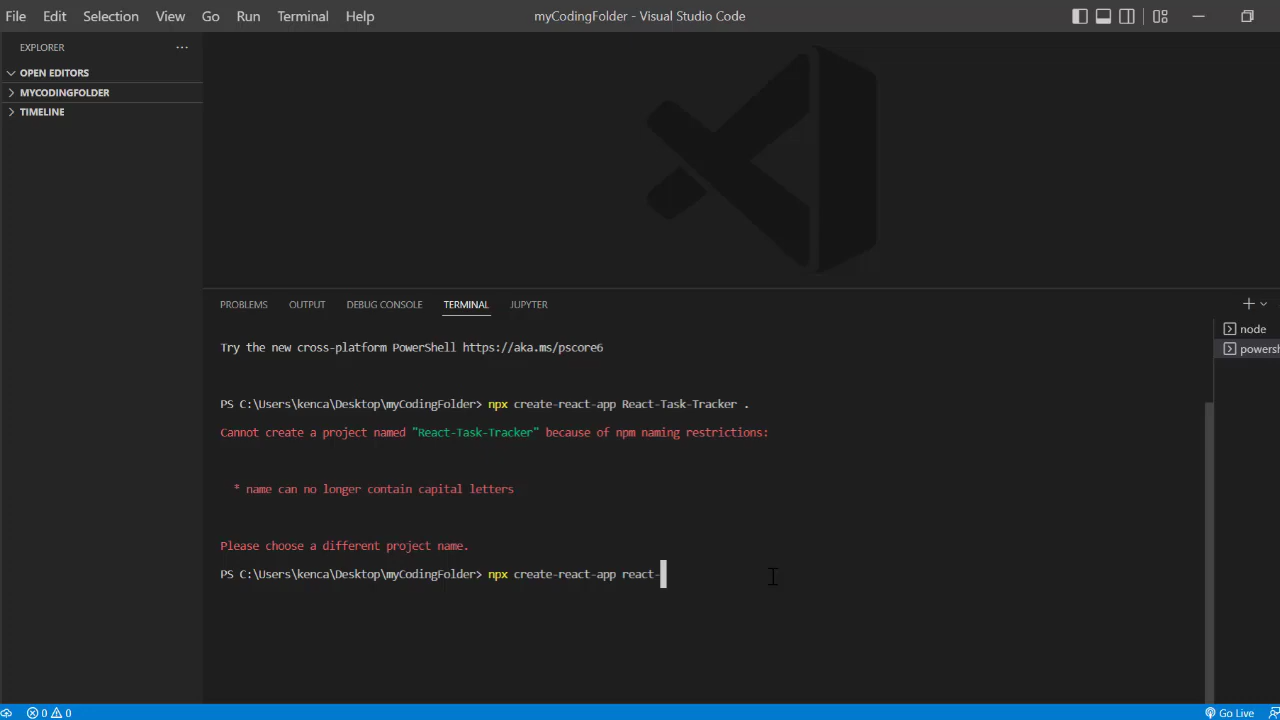 File Edit Selection View Go Run Terminal Help myCodingFolder - Visual Studio Code
EXPLORER
OPEN EDITORS
MYCODINGFOLDER
TIMELINE
PROBLEMS OUTPUT DEBUG CONSOLE TERMINAL JUPYTER
node
powersh
Try the new cross-platform PowerShell https://aka.ms/pscore6
PS C:\Users\kenca\Desktop\myCodingFolder> npx create-react-app React-Task-Tracker .
Cannot create a project named "React-Task-Tracker" because of npm naming restrictions:
* name can no longer contain capital letters
Please choose a different project name.
PS C:\Users\kenca\Desktop\myCodingFolder> npx create-react-app react-
0 0 Go Live